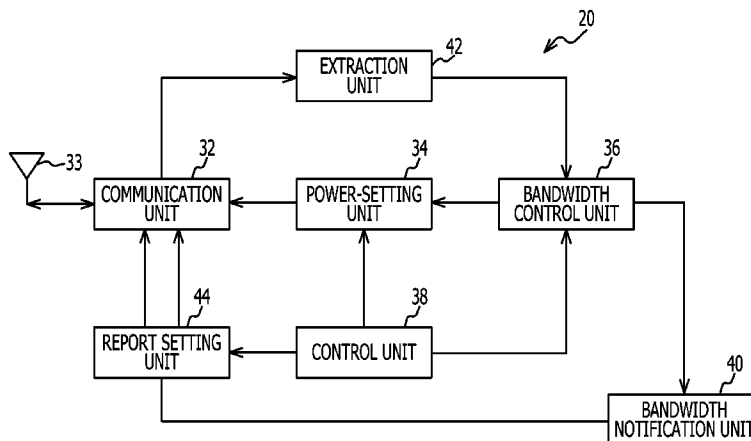 20
42
EXTRACTION
UNIT
33
32
COMMUNICATION
UNIT
34
POWER-SETTING
UNIT
36
BANDWIDTH
CONTROL UNIT
44
REPORT SETTING
UNIT
38
CONTROL UNIT
40
BANDWIDTH
NOTIFICATION UNIT